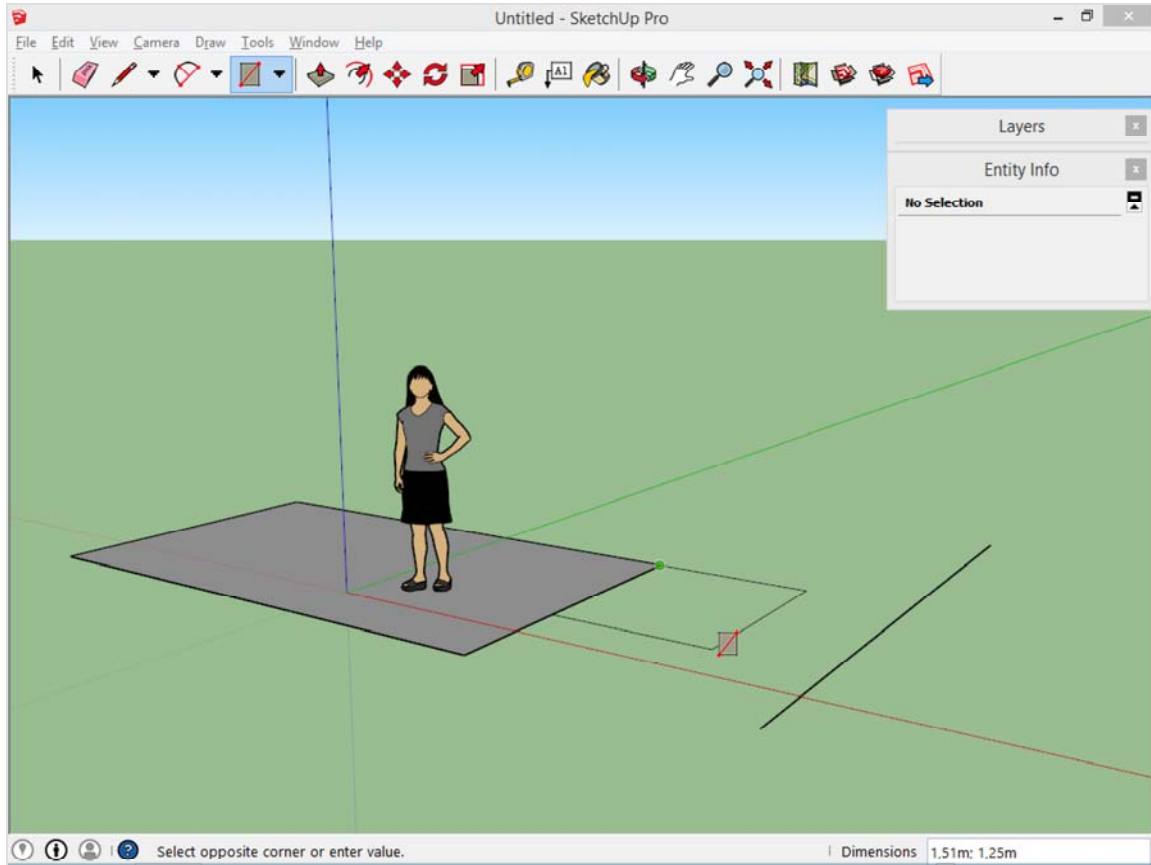 Untitled - SketchUp Pro
File Edit View Camera Draw Tools Window Help
A1
Layers
Entity Info
No Selection
Select opposite corner or enter value.
Dimensions 1,51m; 1,25m